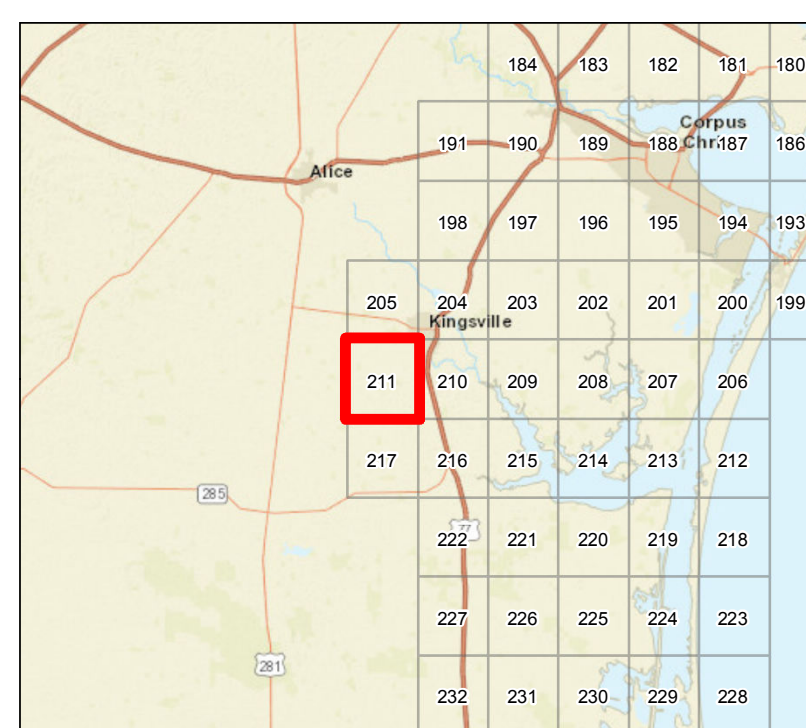 184 183 182 181 180
Corpus
191 190 189 188 Christi 187 186
Alice
198 197 196 195 194 193
205 204 203 202 201 200 199
Kingsville
211 210 209 208 207 206
217 216 215 214 213 212
285
77
222 221 220 219 218
227 226 225 224 223
281
232 231 230 229 228